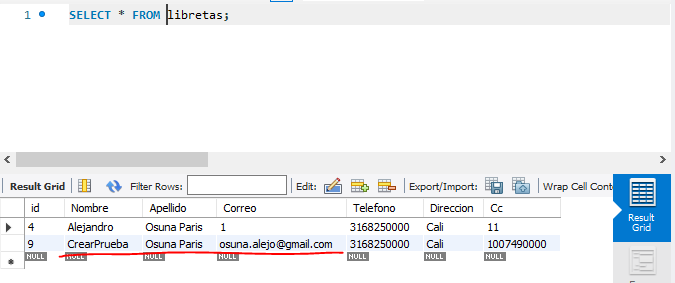 1 SELECT * FROM libretas;
Result Grid Filter Rows: Edit: Export/Import: Wrap Cell
id Nombre Apellido Correo Telefono Direccion Cc
4 Alejandro Osuna Paris 1 3168250000 Cali 11
9 CrearPrueba Osuna Paris osuna.alejo@gmail.com 3168250000 Cali 1007490000
NULL NULL NULL NULL NULL NULL NULL
Result
Grid